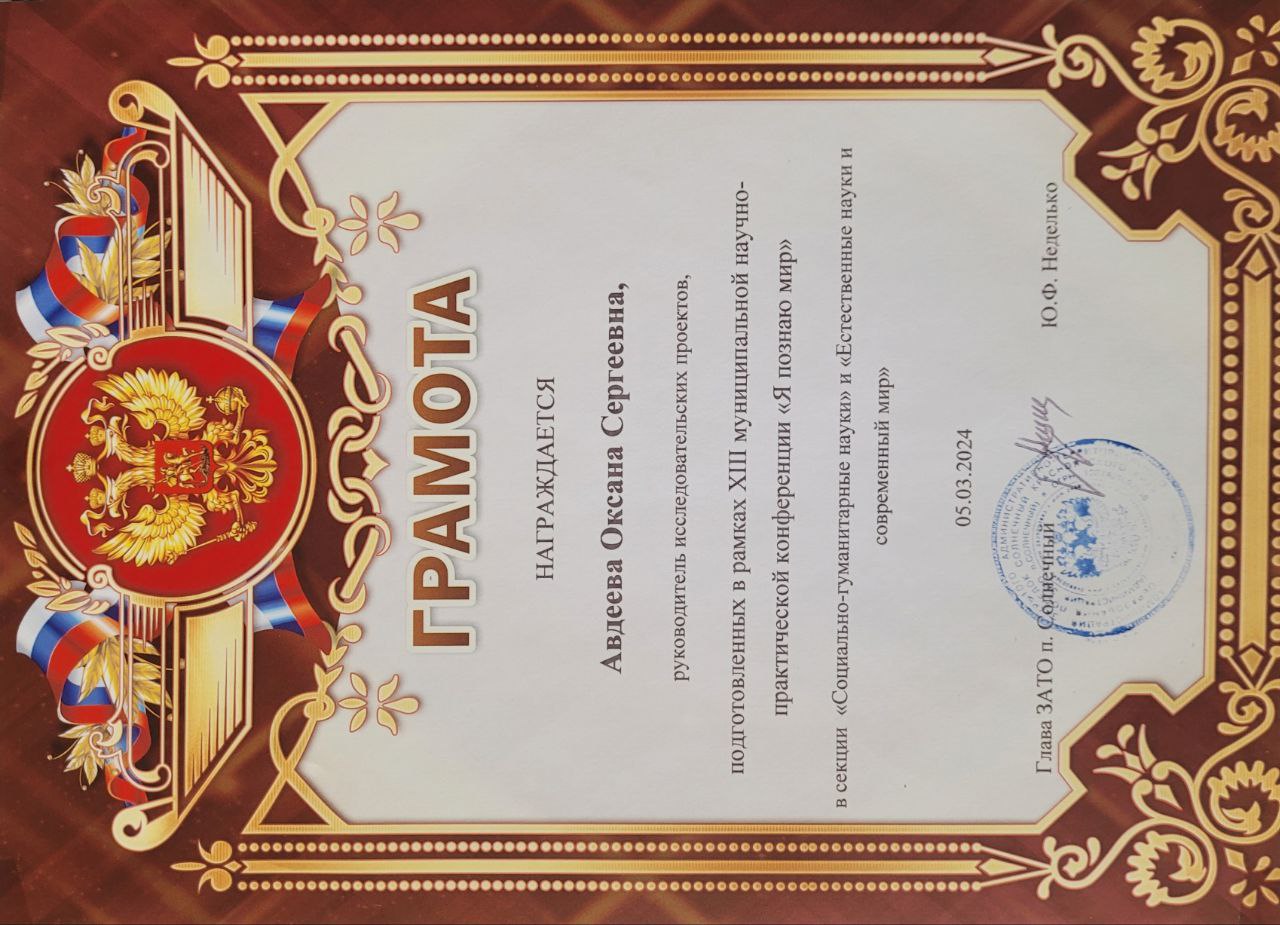 ГРАМОТА
НАГРАЖДАЕТСЯ
Авдеева Оксана Сергеевна,
руководитель исследовательских проектов,
подготовленных в рамках XIII муниципальной научно-
практической конференции «Я познаю мир»
в секции «Социально-гуманитарные науки» и «Естественные науки и
современный мир»
05.03.2024
Глава ЗАТО п. Солнечный Ю.Ф. Неделько